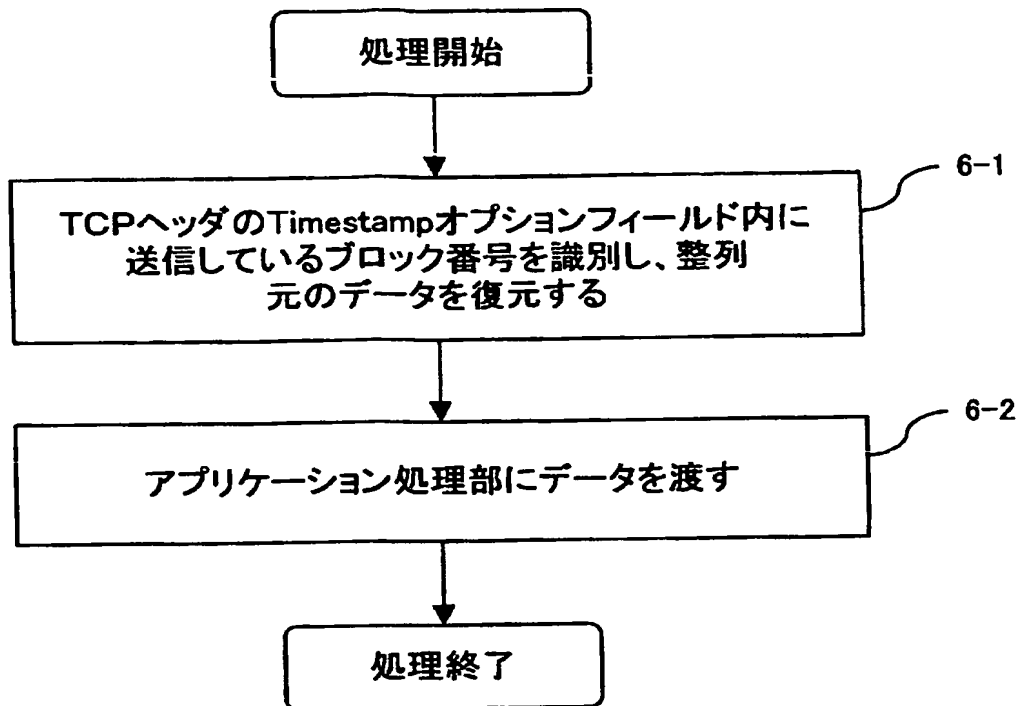 処理開始
6-1
TCPヘッダのTimestampオプションフィールド内に
送信しているブロック番号を識別し、整列
元のデータを復元する
6-2
アプリケーション処理部にデータを渡す
処理終了